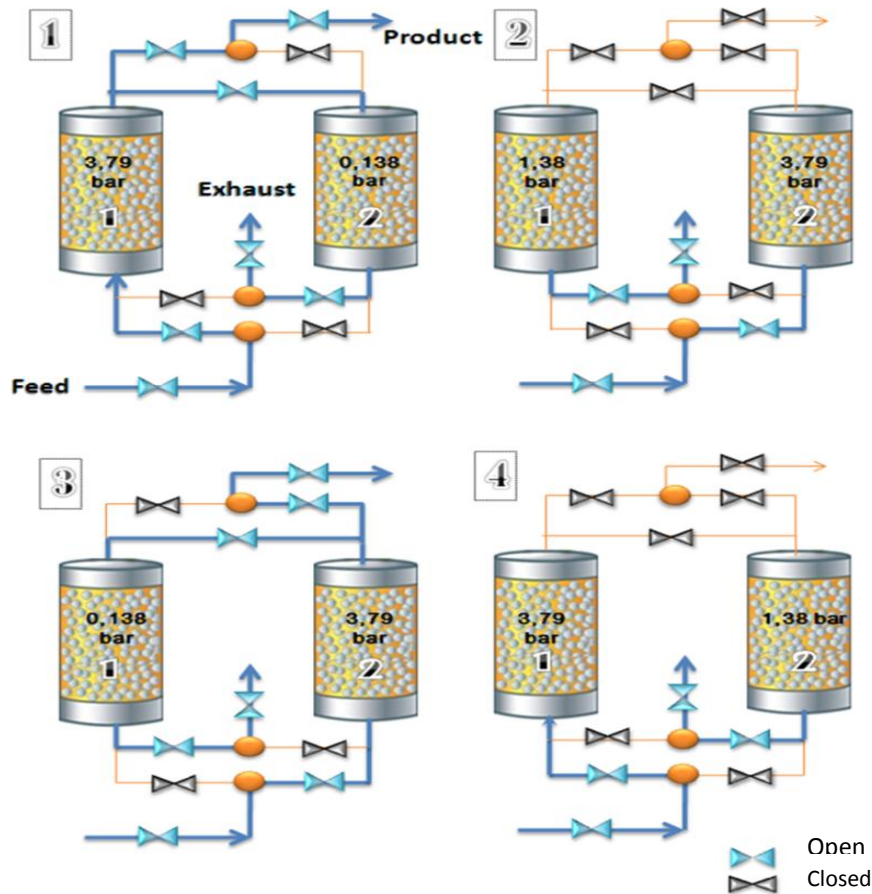 1
Product
3,79
bar
1
0,138
bar
2
Exhaust
Feed
2
1,38
bar
1
3,79
bar
2
3
0,138
bar
1
3,79
bar
2
4
3,79
bar
1
1,38 bar
2
Open
Closed